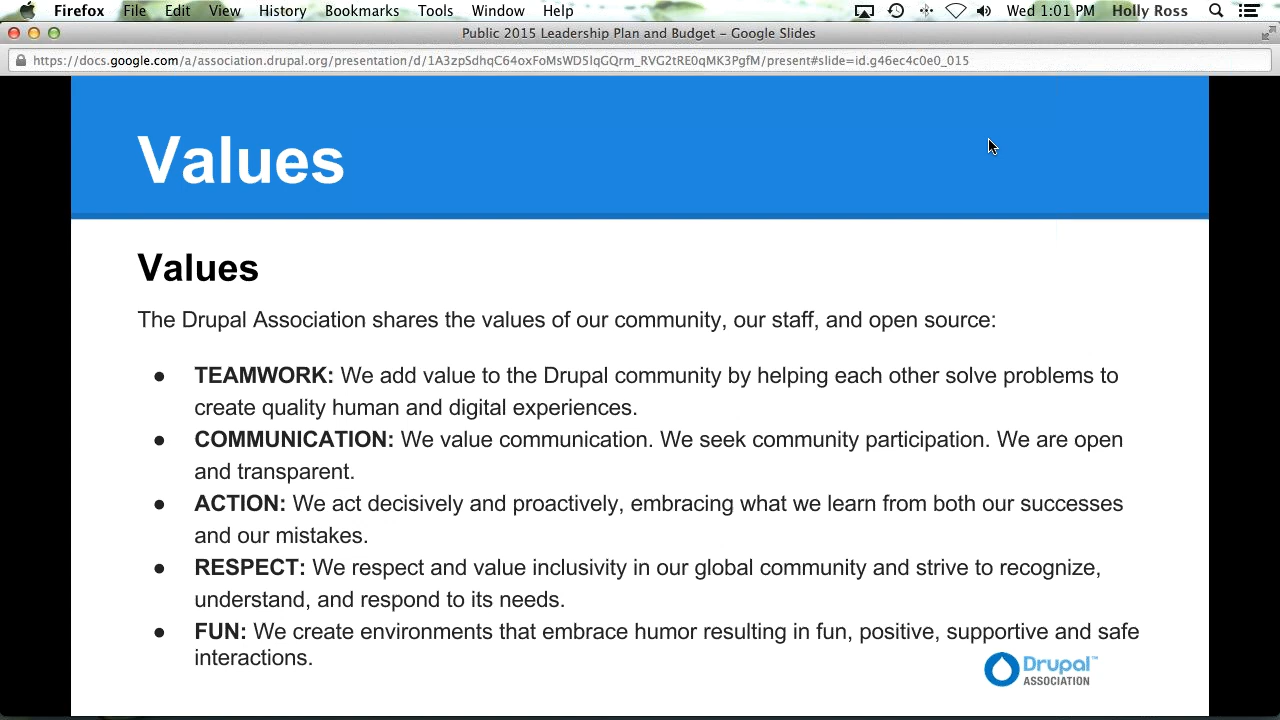 Firefox File Edit View History Bookmarks Tools Window Help Wed 1:01 PM Holly Ross
Public 2015 Leadership Plan and Budget – Google Slides
https://docs.google.com/a/association.drupal.org/presentation/d/1A3zpSdhqC64oxFoMsWD5lqGQrm_RVG2tRE0qMK3PgfM/present#slide=id.g46ec4c0e0_015
Values
Values
The Drupal Association shares the values of our community, our staff, and open source:
● TEAMWORK: We add value to the Drupal community by helping each other solve problems to
create quality human and digital experiences.
● COMMUNICATION: We value communication. We seek community participation. We are open
and transparent.
● ACTION: We act decisively and proactively, embracing what we learn from both our successes
and our mistakes.
● RESPECT: We respect and value inclusivity in our global community and strive to recognize,
understand, and respond to its needs.
● FUN: We create environments that embrace humor resulting in fun, positive, supportive and safe
interactions.
Drupal™
ASSOCIATION